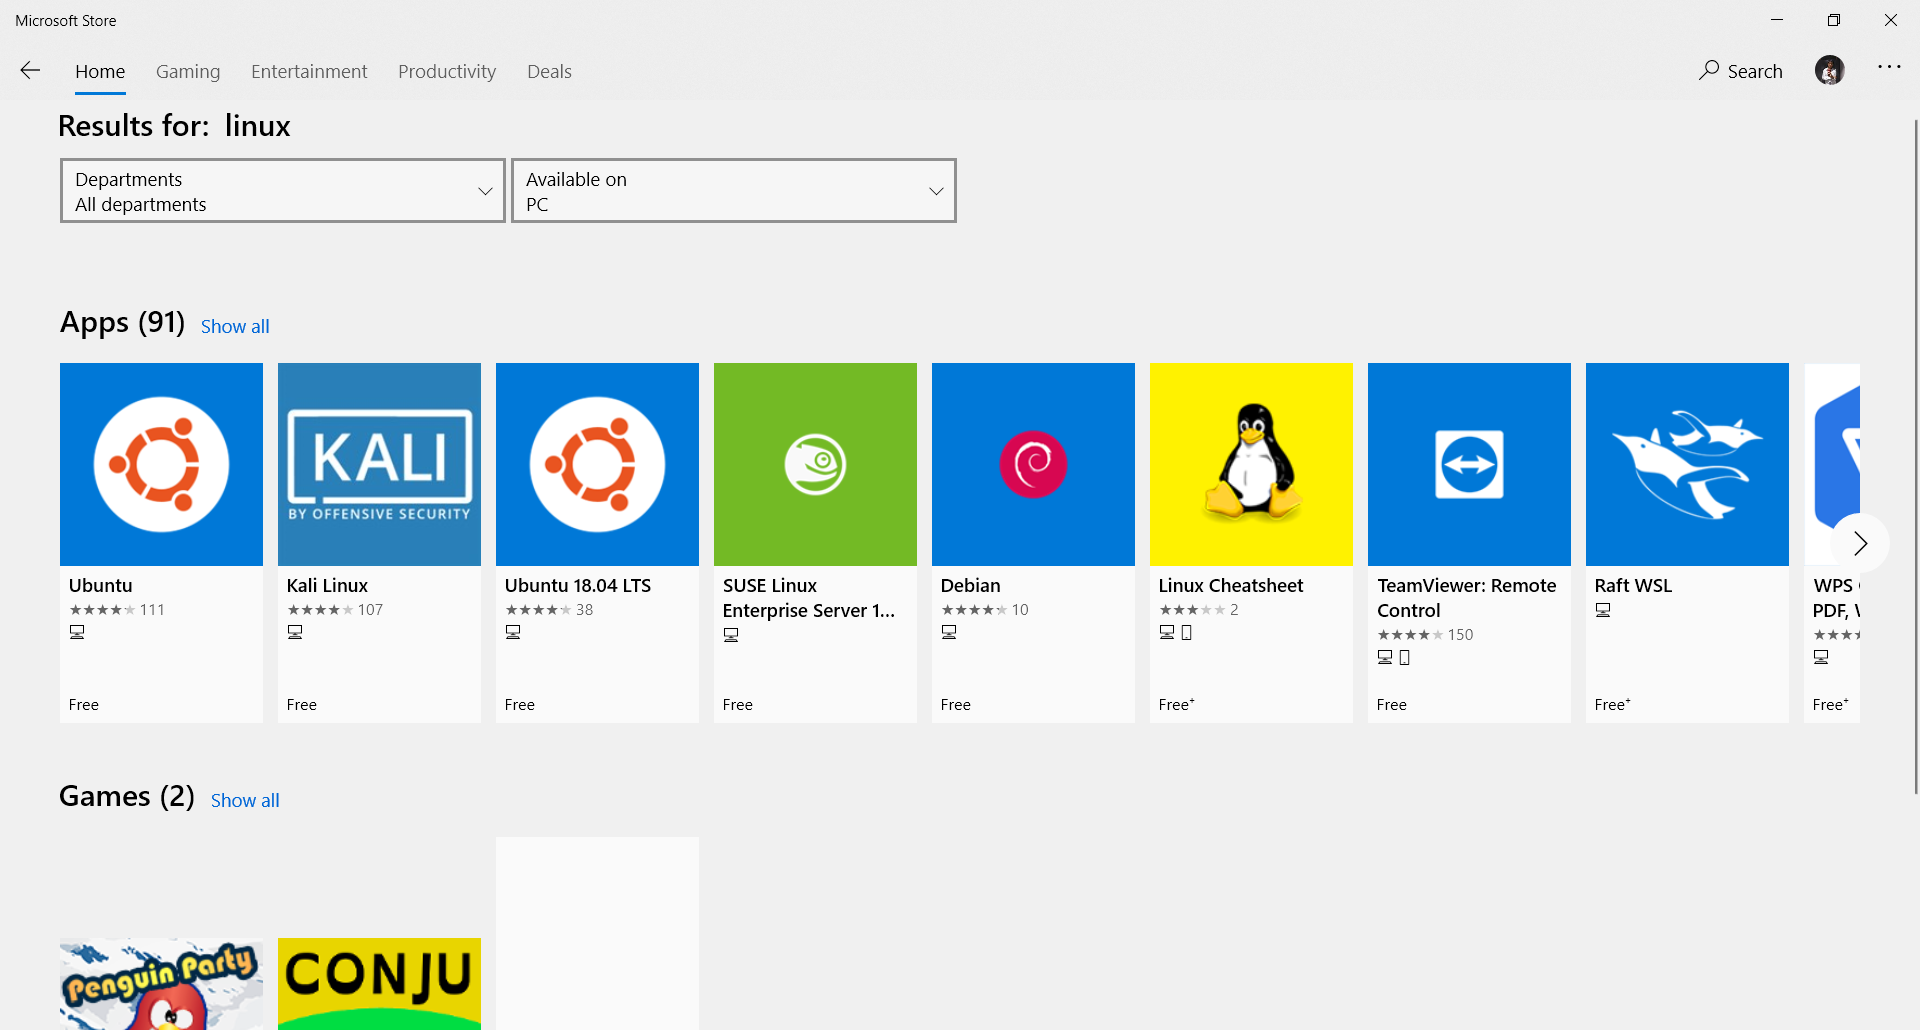 Microsoft Store
Home Gaming Entertainment Productivity Deals Search
Results for: linux
Departments
All departments
Available on
PC
Apps (91) Show all
KALI
BY OFFENSIVE SECURITY
Ubuntu
111
Free
Kali Linux
107
Free
Ubuntu 18.04 LTS
38
Free
SUSE Linux
Enterprise Server 1...
Free
Debian
10
Free
Linux Cheatsheet
2
Free+
TeamViewer: Remote
Control
150
Free
Raft WSL
Free+
WPS
PDF,
Free+
Games (2) Show all
Penguin Party
CONJU